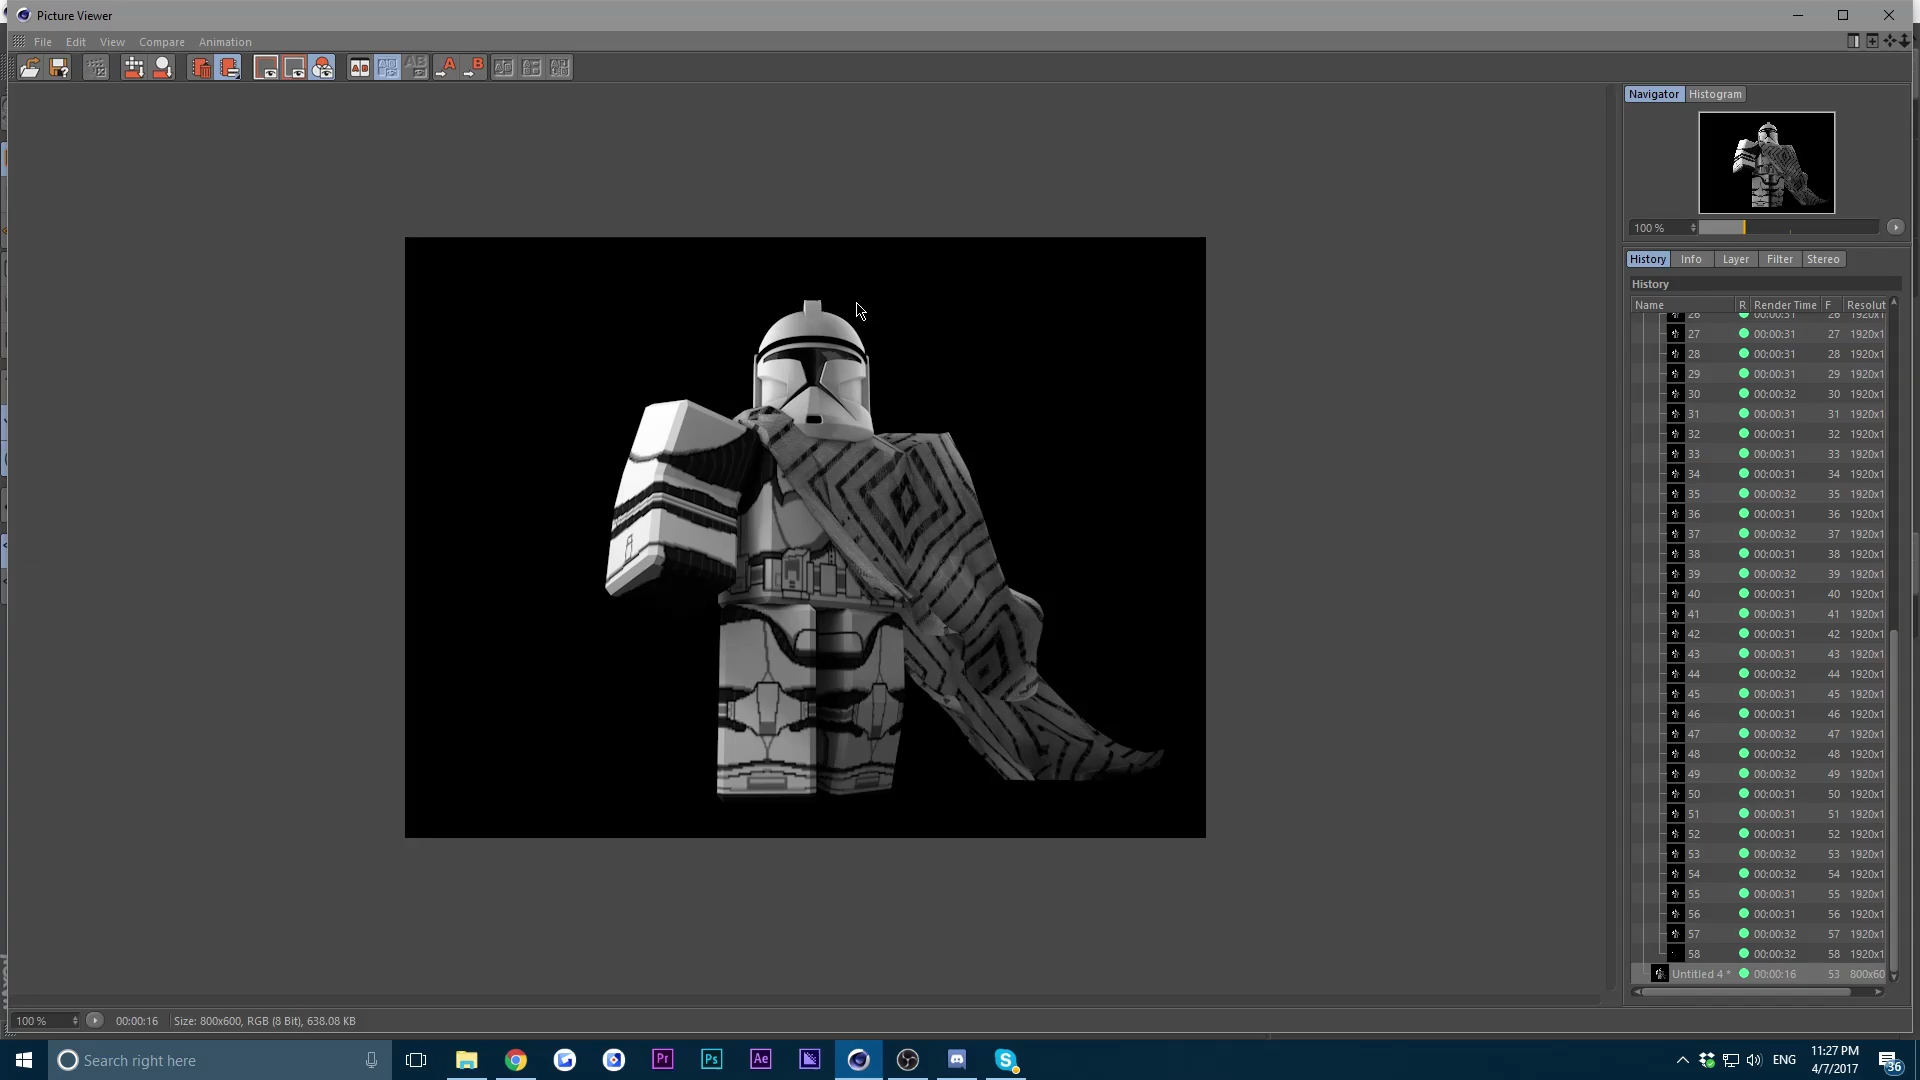 Picture Viewer
File Edit View Compare Animation
Navigator Histogram
100 %
History Info Layer Filter Stereo
History
Name R Render Time F Resolut
26 00:00:31 26 1920x1
27 00:00:31 27 1920x1
28 00:00:31 28 1920x1
29 00:00:31 29 1920x1
30 00:00:32 30 1920x1
31 00:00:31 31 1920x1
32 00:00:31 32 1920x1
33 00:00:31 33 1920x1
34 00:00:31 34 1920x1
35 00:00:32 35 1920x1
36 00:00:31 36 1920x1
37 00:00:32 37 1920x1
38 00:00:31 38 1920x1
39 00:00:32 39 1920x1
40 00:00:31 40 1920x1
41 00:00:31 41 1920x1
42 00:00:31 42 1920x1
43 00:00:31 43 1920x1
44 00:00:32 44 1920x1
45 00:00:31 45 1920x1
46 00:00:31 46 1920x1
47 00:00:32 47 1920x1
48 00:00:32 48 1920x1
49 00:00:32 49 1920x1
50 00:00:31 50 1920x1
51 00:00:31 51 1920x1
52 00:00:31 52 1920x1
53 00:00:32 53 1920x1
54 00:00:32 54 1920x1
55 00:00:31 55 1920x1
56 00:00:31 56 1920x1
57 00:00:32 57 1920x1
58 00:00:32 58 1920x1
Untitled 4 * 00:00:16 53 800x60
100 % 00:00:16 Size: 800x600, RGB (8 Bit), 638.08 KB
Search right here
Pr Ps Ae
ENG
11:27 PM
4/7/2017
36